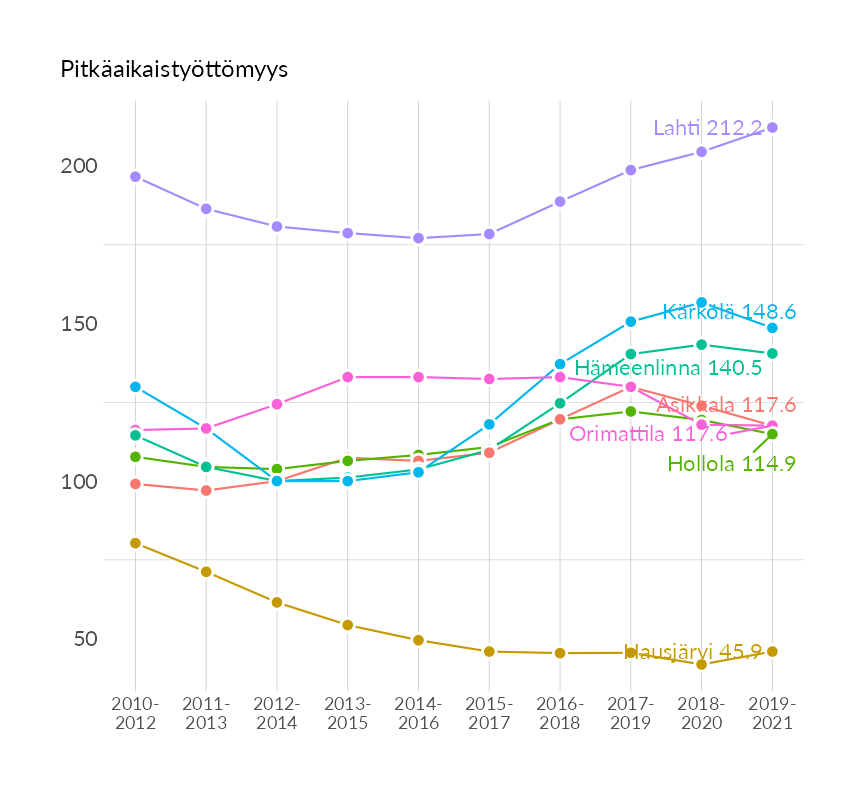 Pitkäaikaistyöttömyys
Lahti 212.2
200
Kärkölä 148.6
150
Hämeenlinna 140.5
Asikkala 117.6
Orimattila 117.6
Hollola 114.9
100
Hausjärvi 45.9
50
2010- 2011- 2012- 2013- 2014- 2015- 2016- 2017- 2018- 2019-
2012 2013 2014 2015 2016 2017 2018 2019 2020 2021